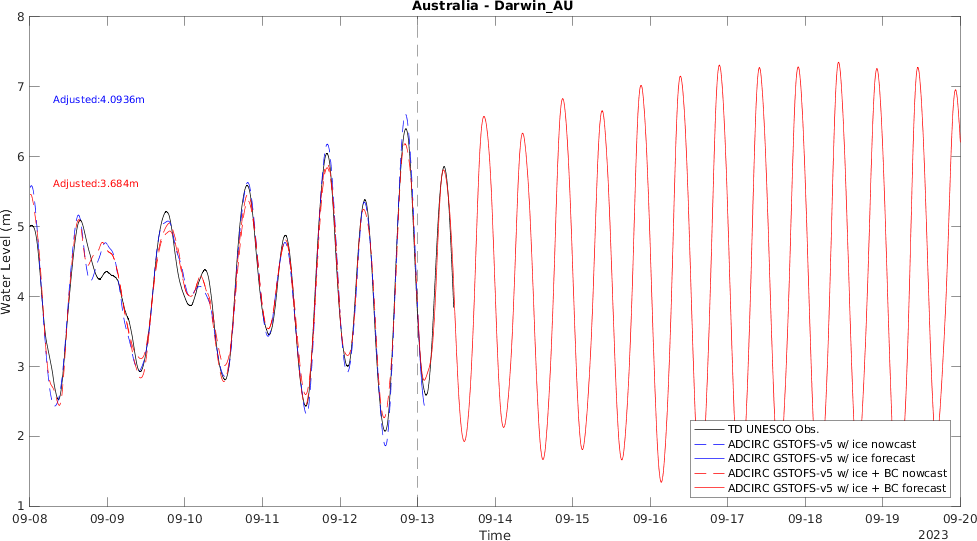 Australia - Darwin_AU
8
7
6
5
4
3
2
1
Water Level (m)
Adjusted:4.0936m
Adjusted:3.684m
TD UNESCO Obs.
ADCIRC GSTOFS-v5 w/ ice nowcast
ADCIRC GSTOFS-v5 w/ ice forecast
ADCIRC GSTOFS-v5 w/ ice + BC nowcast
ADCIRC GSTOFS-v5 w/ ice + BC forecast
09-08 09-09 09-10 09-11 09-12 09-13 09-14 09-15 09-16 09-17 09-18 09-19 09-20
Time
2023